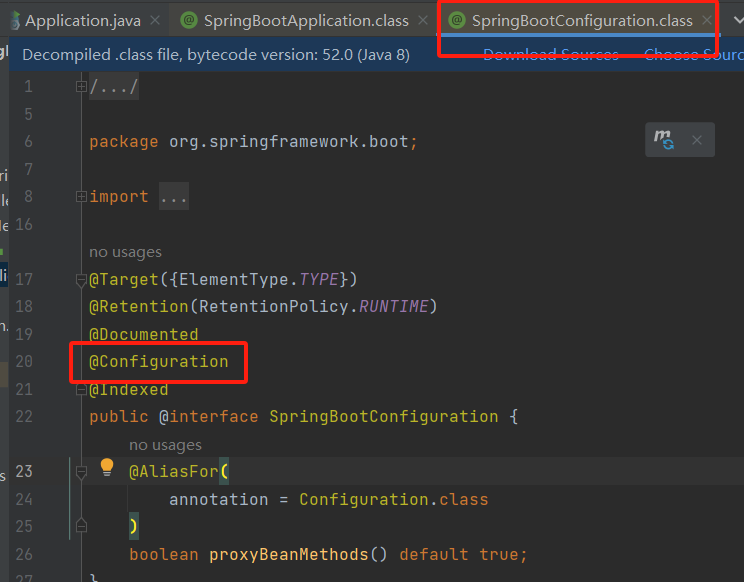 Application.java
SpringBootApplication.class
SpringBootConfiguration.class
Decompiled .class file, bytecode version: 52.0 (Java 8)
Download Sources
Choose Sourc
1 /.../
5
6 package org.springframework.boot;
7
8 import ...
16
no usages
17 @Target({ElementType.TYPE})
18 @Retention(RetentionPolicy.RUNTIME)
19 @Documented
20 @Configuration
21 @Indexed
22 public @interface SpringBootConfiguration {
no usages
23 @AliasFor(
24 annotation = Configuration.class
25 )
26 boolean proxyBeanMethods() default true;
27 }